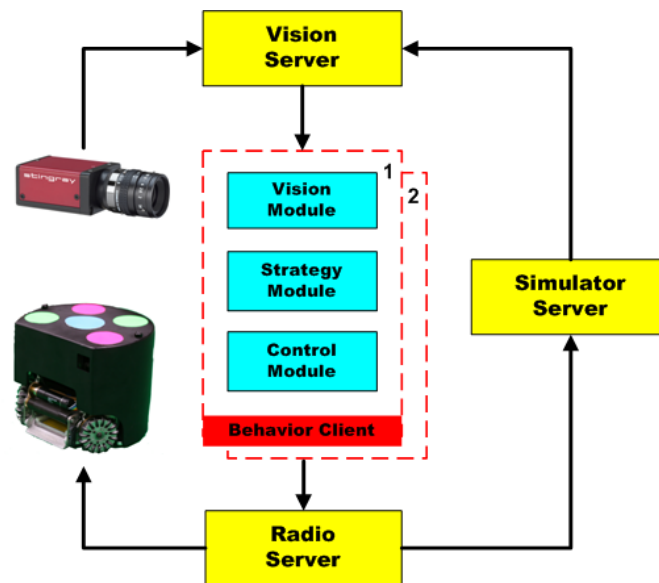 Vision
Server
stingray
1
Vision
Module
2
Strategy
Module
Simulator
Server
Control
Module
Behavior Client
Radio
Server